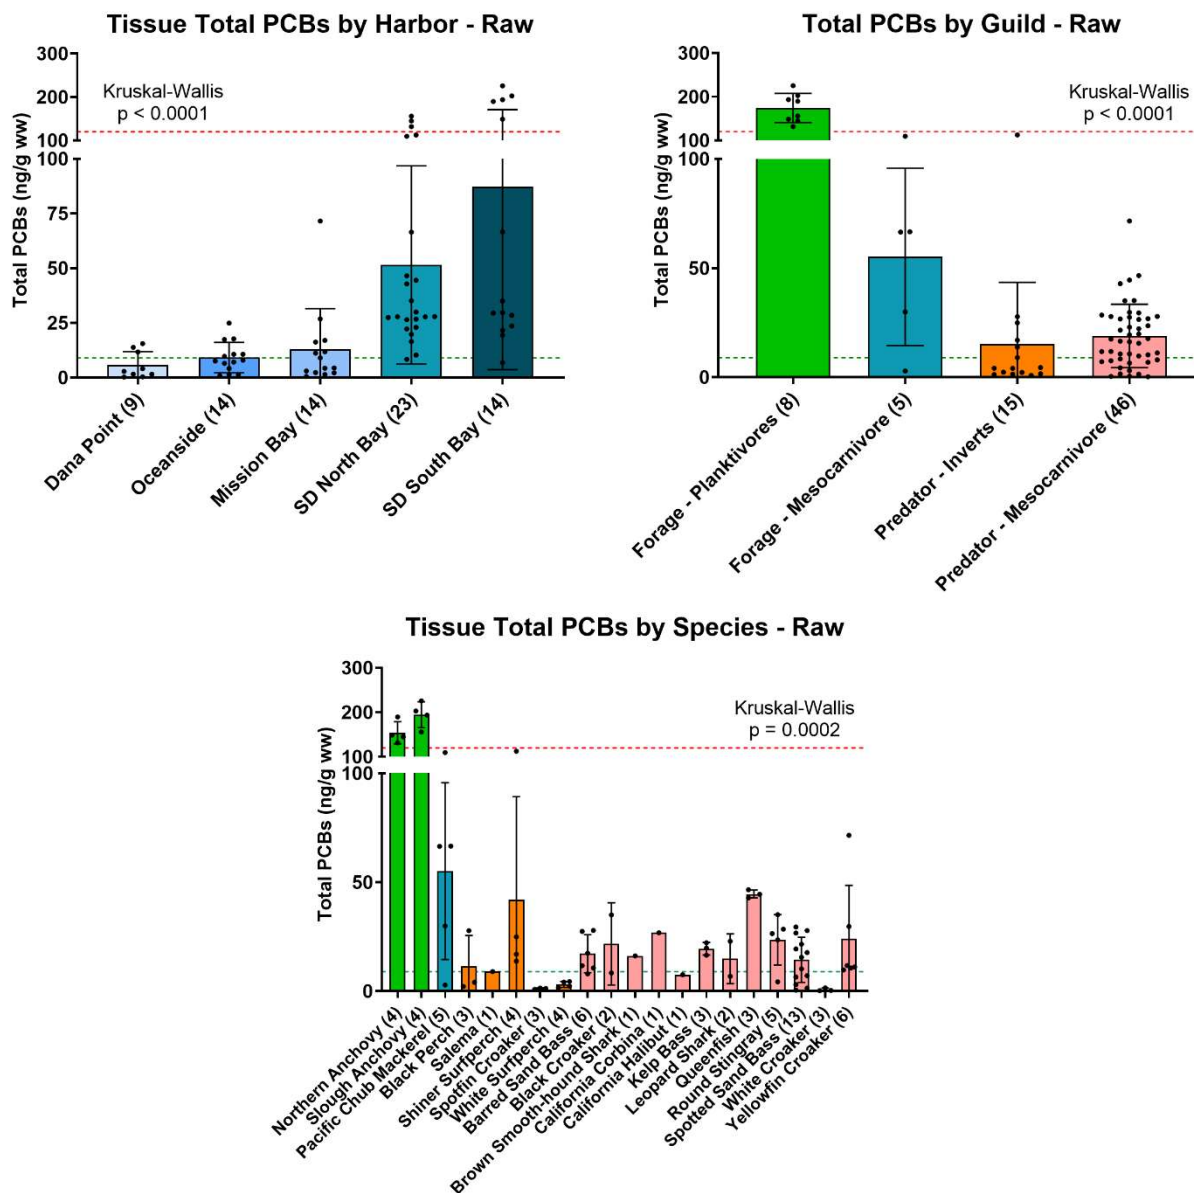 Tissue Total PCBs by Harbor - Raw
Total PCBs (ng/g ww)
300
200
100
100
75
50
25
0
Kruskal-Wallis
p < 0.0001
Dana Point (9)
Oceanside (14)
Mission Bay (14)
SD North Bay (23)
SD South Bay (14)
Total PCBs by Guild - Raw
Total PCBs (ng/g ww)
300
200
100
100
50
0
Kruskal-Wallis
p < 0.0001
Forage - Planktivores (8)
Forage - Mesocarnivore (5)
Predator - Inverts (15)
Predator - Mesocarnivore (46)
Tissue Total PCBs by Species - Raw
Total PCBs (ng/g ww)
300
200
100
100
50
0
Kruskal-Wallis
p = 0.0002
Northern Anchovy (4)
Slough Anchovy (4)
Pacific Chub Mackerel (5)
Black Perch (3)
Salema (1)
Shiner Surfperch (4)
Spotfin Croaker (3)
White Surfperch (4)
Barred Sand Bass (6)
Black Croaker (2)
Brown Smooth-hound Shark (1)
California Corbina (1)
California Halibut (1)
Kelp Bass (3)
Leopard Shark (2)
Queenfish (3)
Round Stingray (5)
Spotted Sand Bass (13)
White Croaker (3)
Yellowfin Croaker (6)